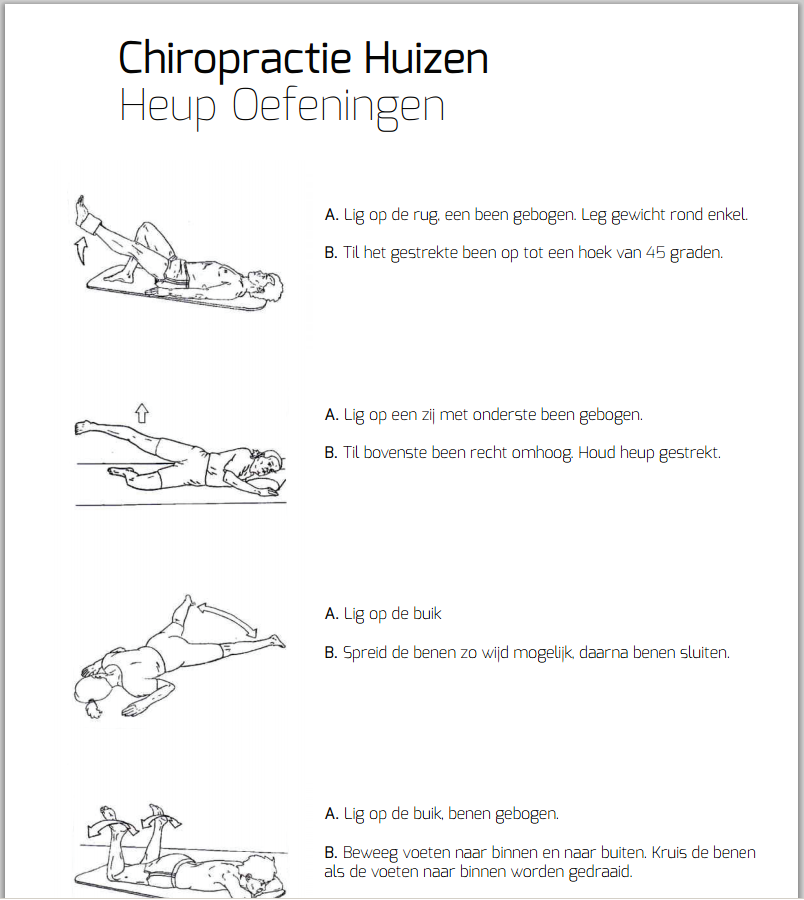 Chiropractie Huizen
Heup Oefeningen
A. Lig op de rug, een been gebogen. Leg gewicht rond enkel.
B. Til het gestrekte been op tot een hoek van 45 graden.
A. Lig op een zij met onderste been gebogen.
B. Til bovenste been recht omhoog. Houd heup gestrekt.
A. Lig op de buik
B. Spreid de benen zo wijd mogelijk, daarna benen sluiten.
A. Lig op de buik, benen gebogen.
B. Beweeg voeten naar binnen en naar buiten. Kruis de benen
als de voeten naar binnen worden gedraaid.